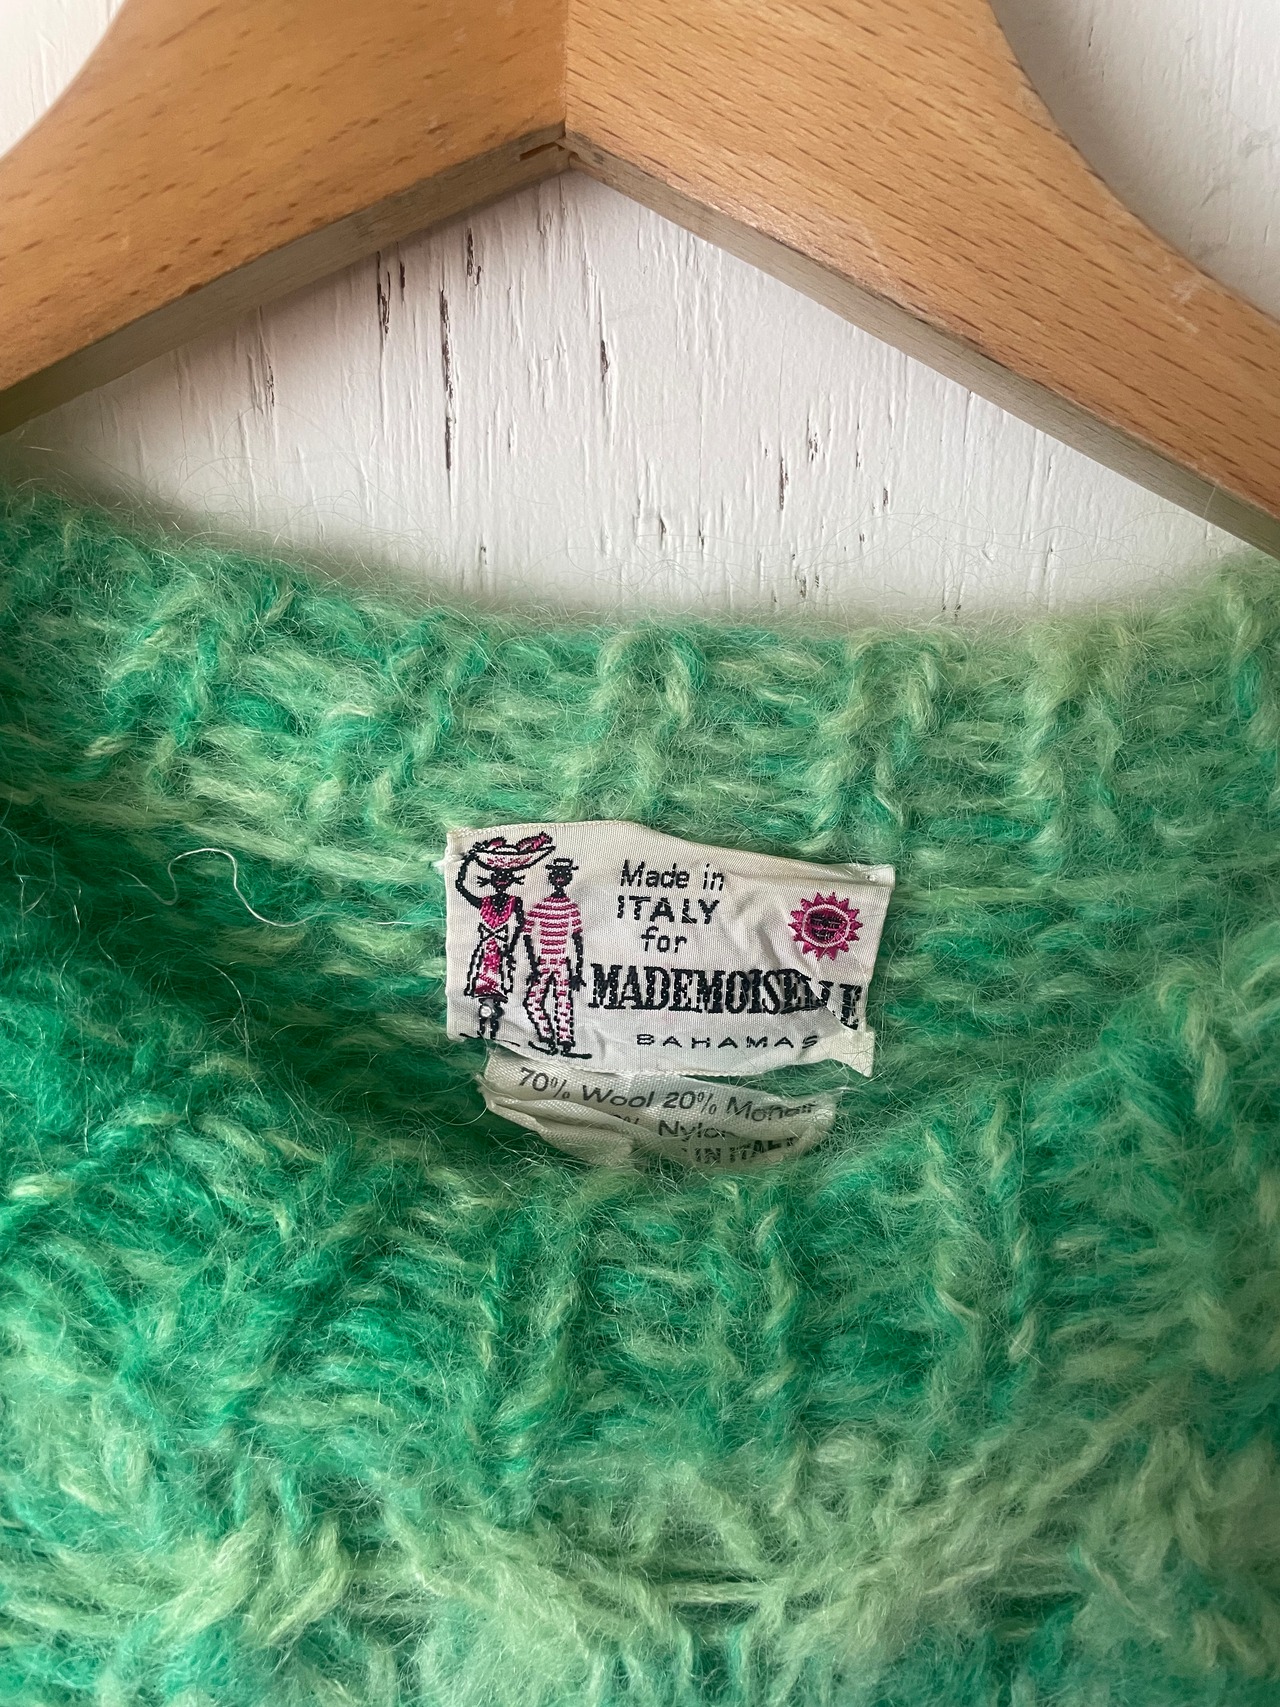 Made in
ITALY
for
MADEMOISELLE
BAHAMAS
70% Wool 20% Mohair
% Nylon
IN ITALY